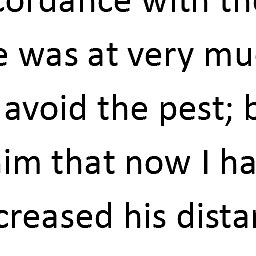 cordance with the
e was at very mu
avoid the pest; b
im that now I ha
creased his distan